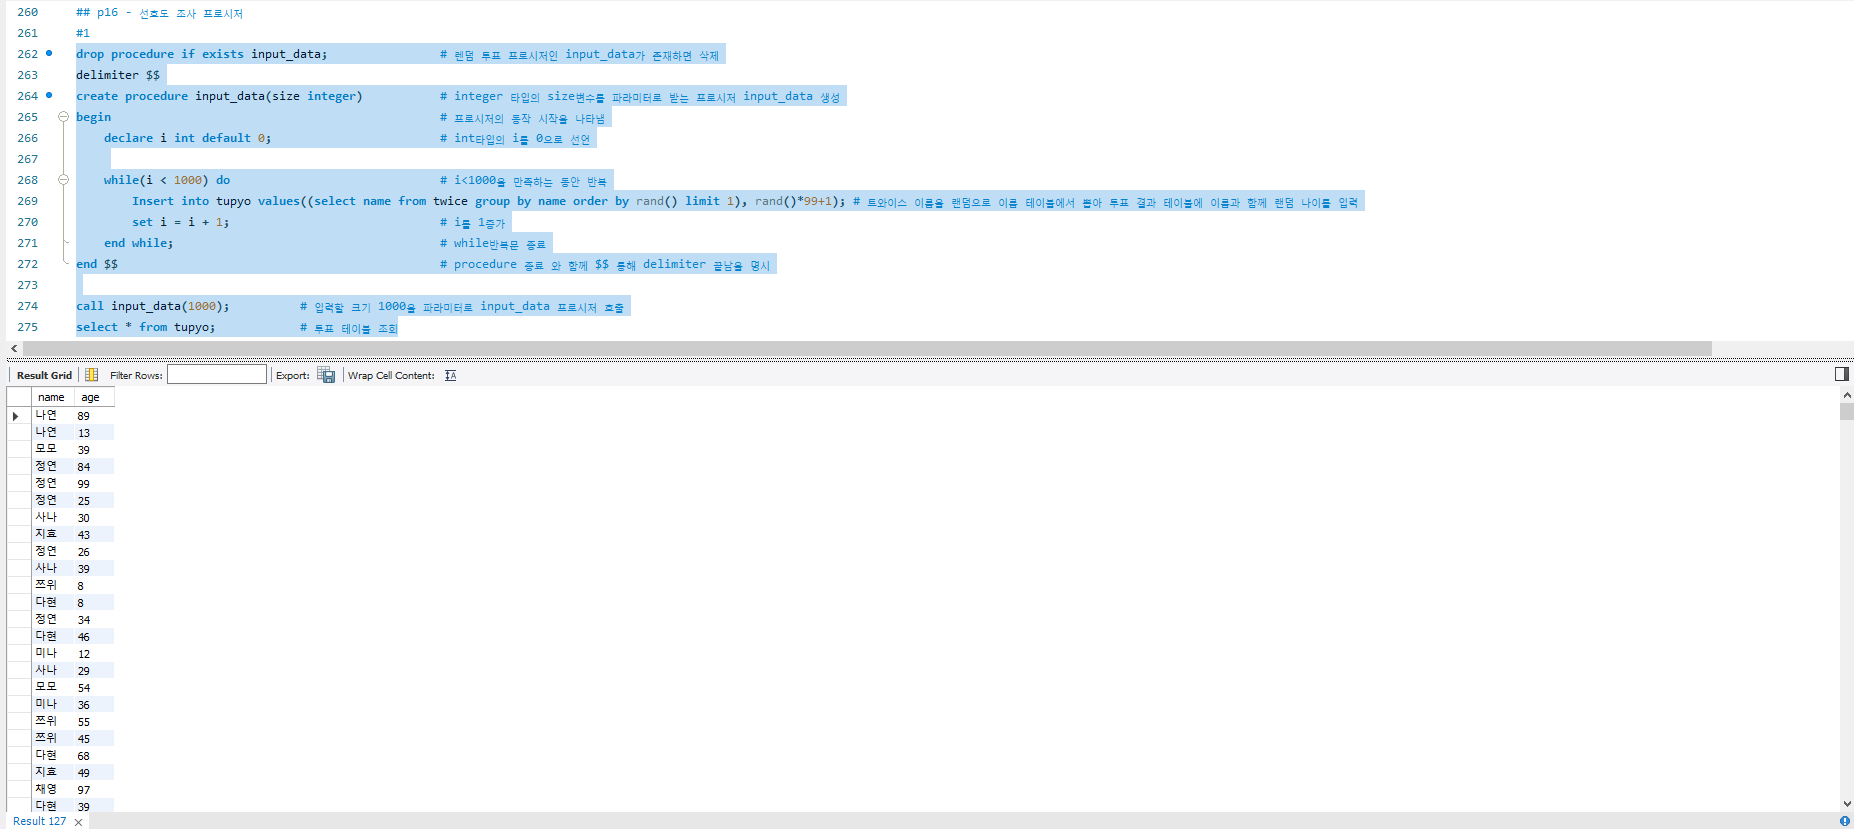 260 ## p16 - 선호도 조사 프로시저
261 #1
262 drop procedure if exists input_data; # 렌덤 투표 프로시저인 input_data가 존재하면 삭제
263 delimiter $$
264 create procedure input_data(size integer) # integer 타입의 size변수를 파라미터로 받는 프로시저 input_data 생성
265 begin # 프로시저의 동작 시작을 나타냄
266 declare i int default 0; # int타입의 i를 0으로 선언
267
268 while(i < 1000) do # i<1000을 만족하는 동안 반복
269 Insert into tupyo values((select name from twice group by name order by rand() limit 1), rand()*99+1); # 트와이스 이름을 랜덤으로 이름 테이블에서 뽑아 투표 결과 테이블에 이름과 함께 랜덤 나이를 입력
270 set i = i + 1; # i를 1증가
271 end while; # while반복문 종료
272 end $$ # procedure 종료 와 함께 $$ 통해 delimiter 끝남을 명시
273
274 call input_data(1000); # 입력할 크기 1000을 파라미터로 input_data 프로시저 호출
275 select * from tupyo; # 투표 테이블 조회
Result Grid Filter Rows: Export: Wrap Cell Content:
name age
나연 89
나연 13
모모 39
정연 84
정연 99
정연 25
사나 30
지효 43
정연 26
사나 39
쯔위 8
다현 8
정연 34
다현 46
미나 12
사나 29
모모 54
미나 36
쯔위 55
쯔위 45
다현 68
지효 49
채영 97
다현 39
Result 127